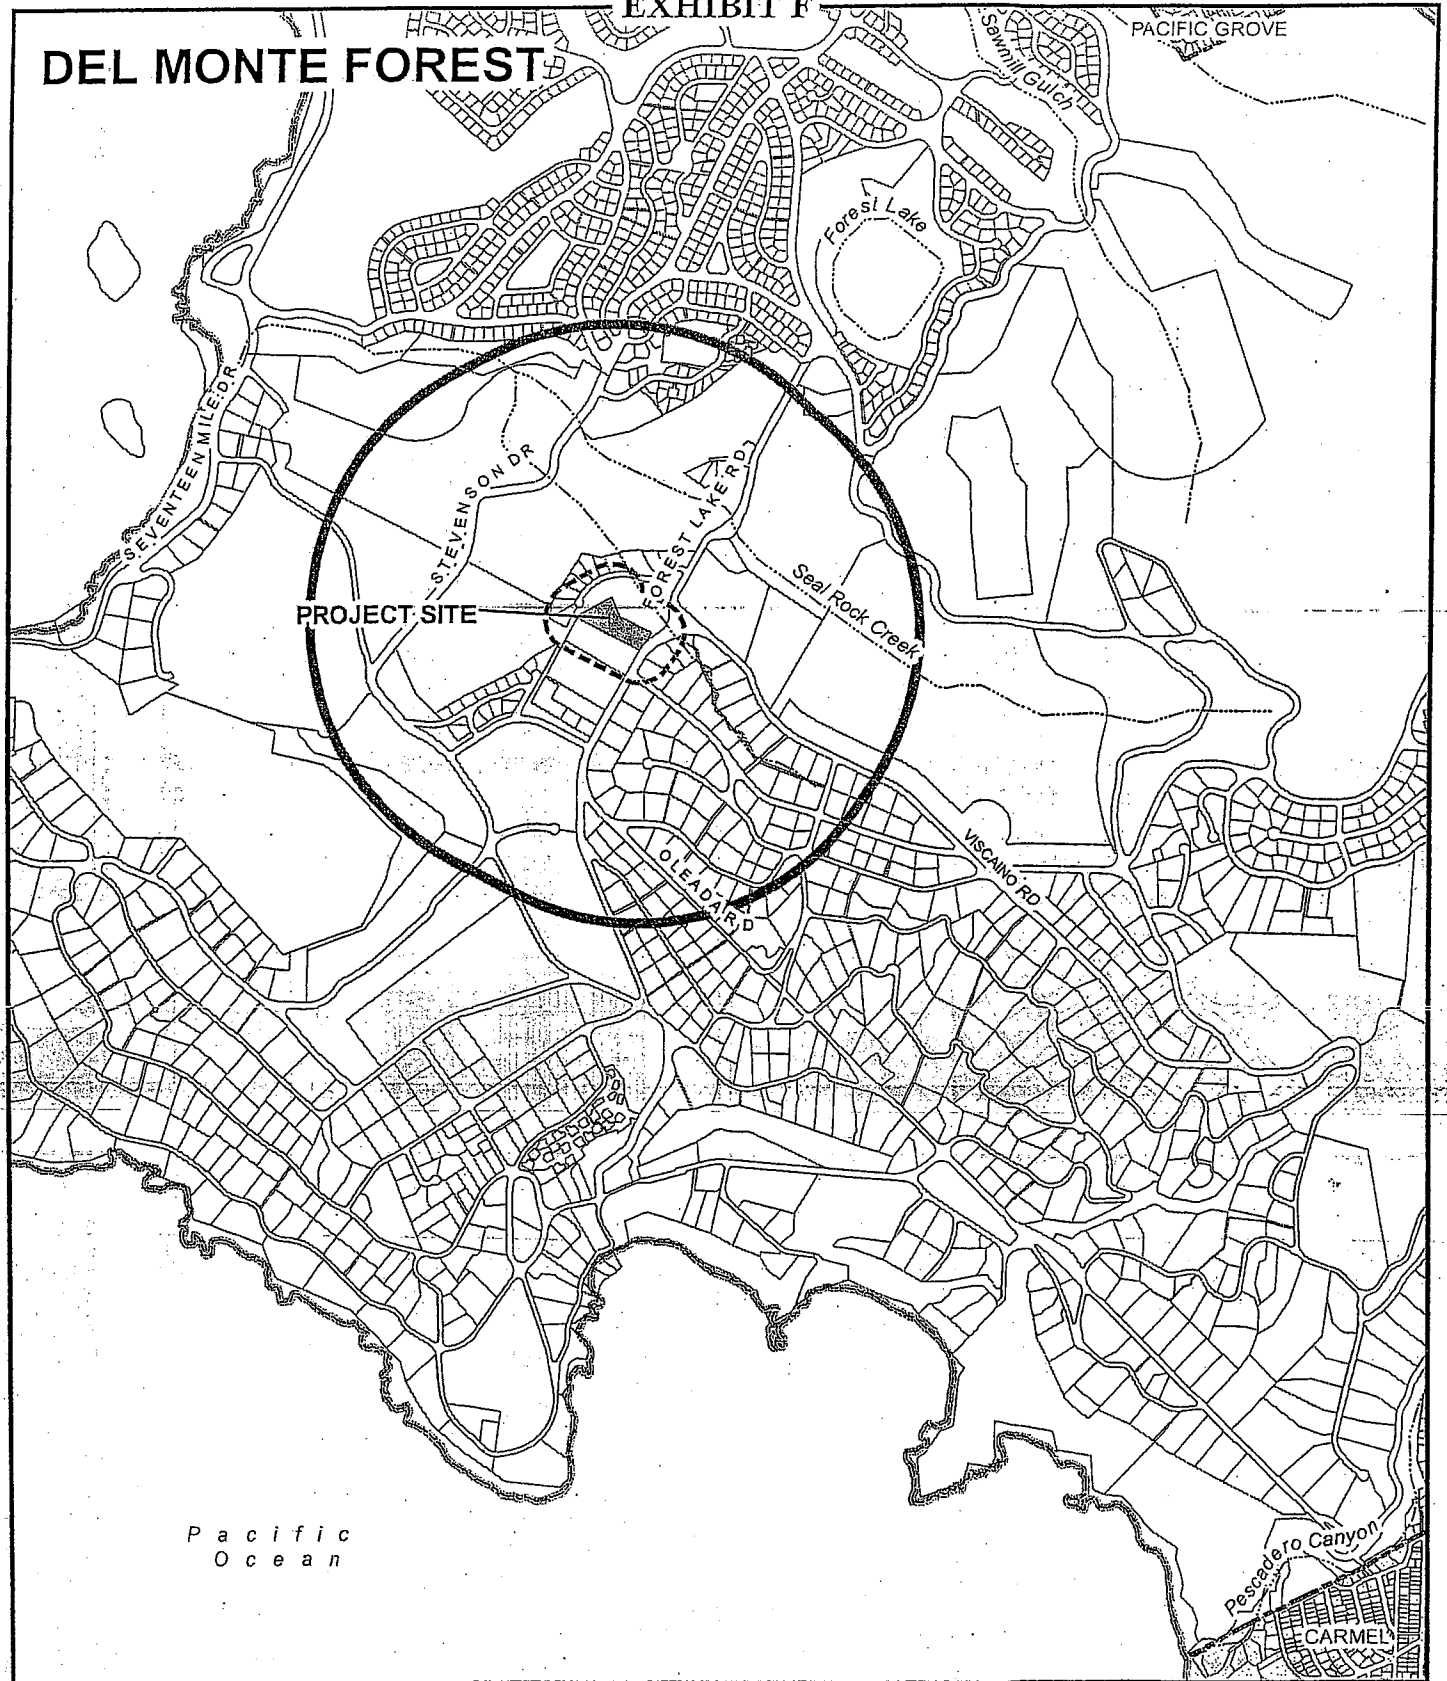 EXHIBIT F
DEL MONTE FOREST
PACIFIC GROVE
Sawmill Gulch
Forest Lake
SEVENTEEN MILE DR
STEVENSON DR
FOREST LAKE RD
PROJECT SITE
Seal Rock Creek
VISCAINO RD
OLEADA RD
Pacific
Ocean
Pescadero Canyon
CARMEL